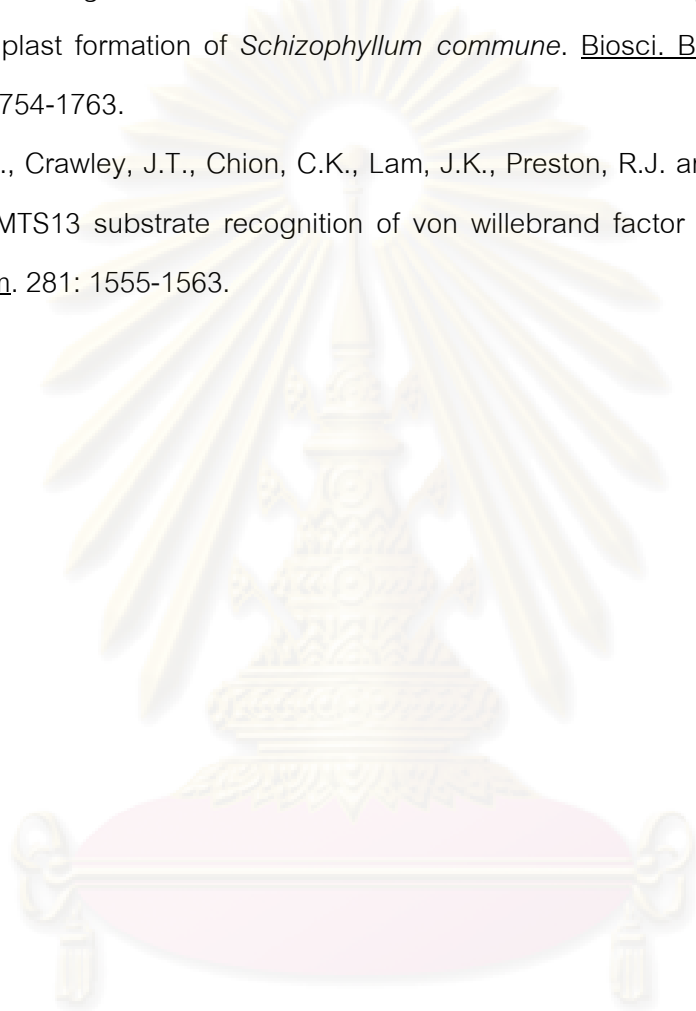 plast formation of Schizophyllum commune. Biosci. B
754-1763.
., Crawley, J.T., Chion, C.K., Lam, J.K., Preston, R.J. a
MTS13 substrate recognition of von willebrand factor
. 281: 1555-1563.